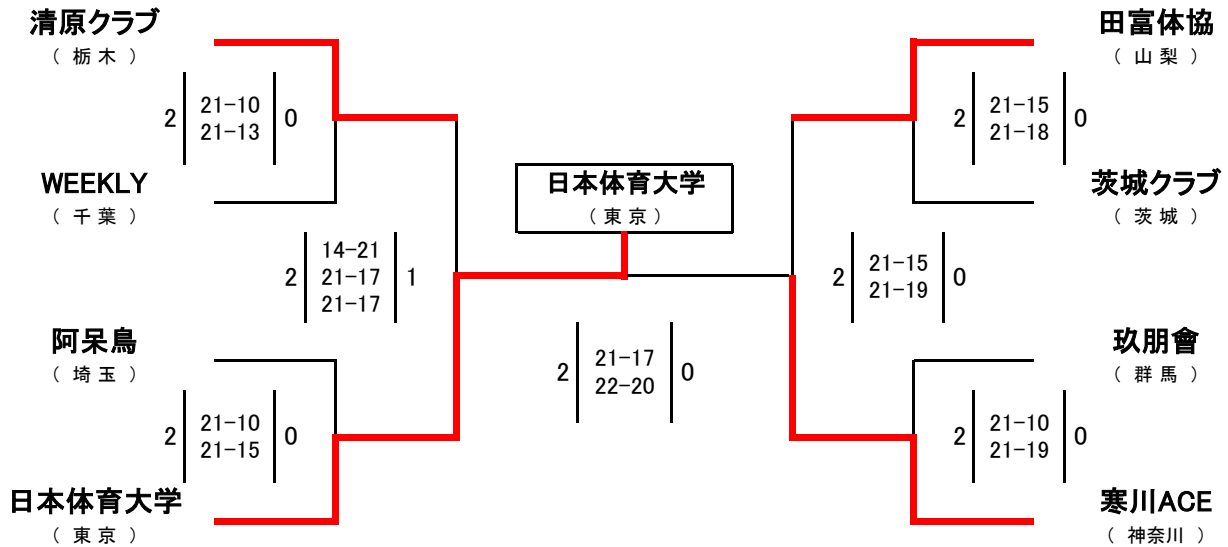 清原クラブ
（ 栃 木 ）
2 21-10 0
21-13
WEEKLY
（ 千 葉 ）
14-21
2 21-17 1
21-17
阿呆鳥
（ 埼 玉 ）
2 21-10 0
21-15
日本体育大学
（ 東 京 ）
日本体育大学
（ 東 京 ）
2 21-17 0
22-20
田富体協
（ 山 梨 ）
2 21-15 0
21-18
茨城クラブ
（ 茨 城 ）
2 21-15 0
21-19
玖朋會
（ 群 馬 ）
2 21-10 0
21-19
寒川ACE
（ 神奈川 ）